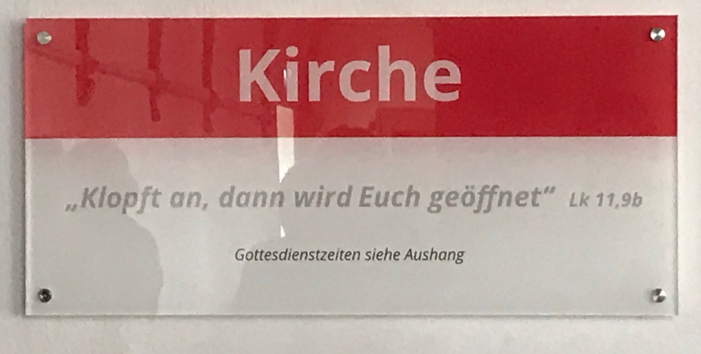 Kirche
„Klopft an, dann wird Euch geöffnet“ Lk 11,9b
Gottesdienstzeiten siehe Aushang